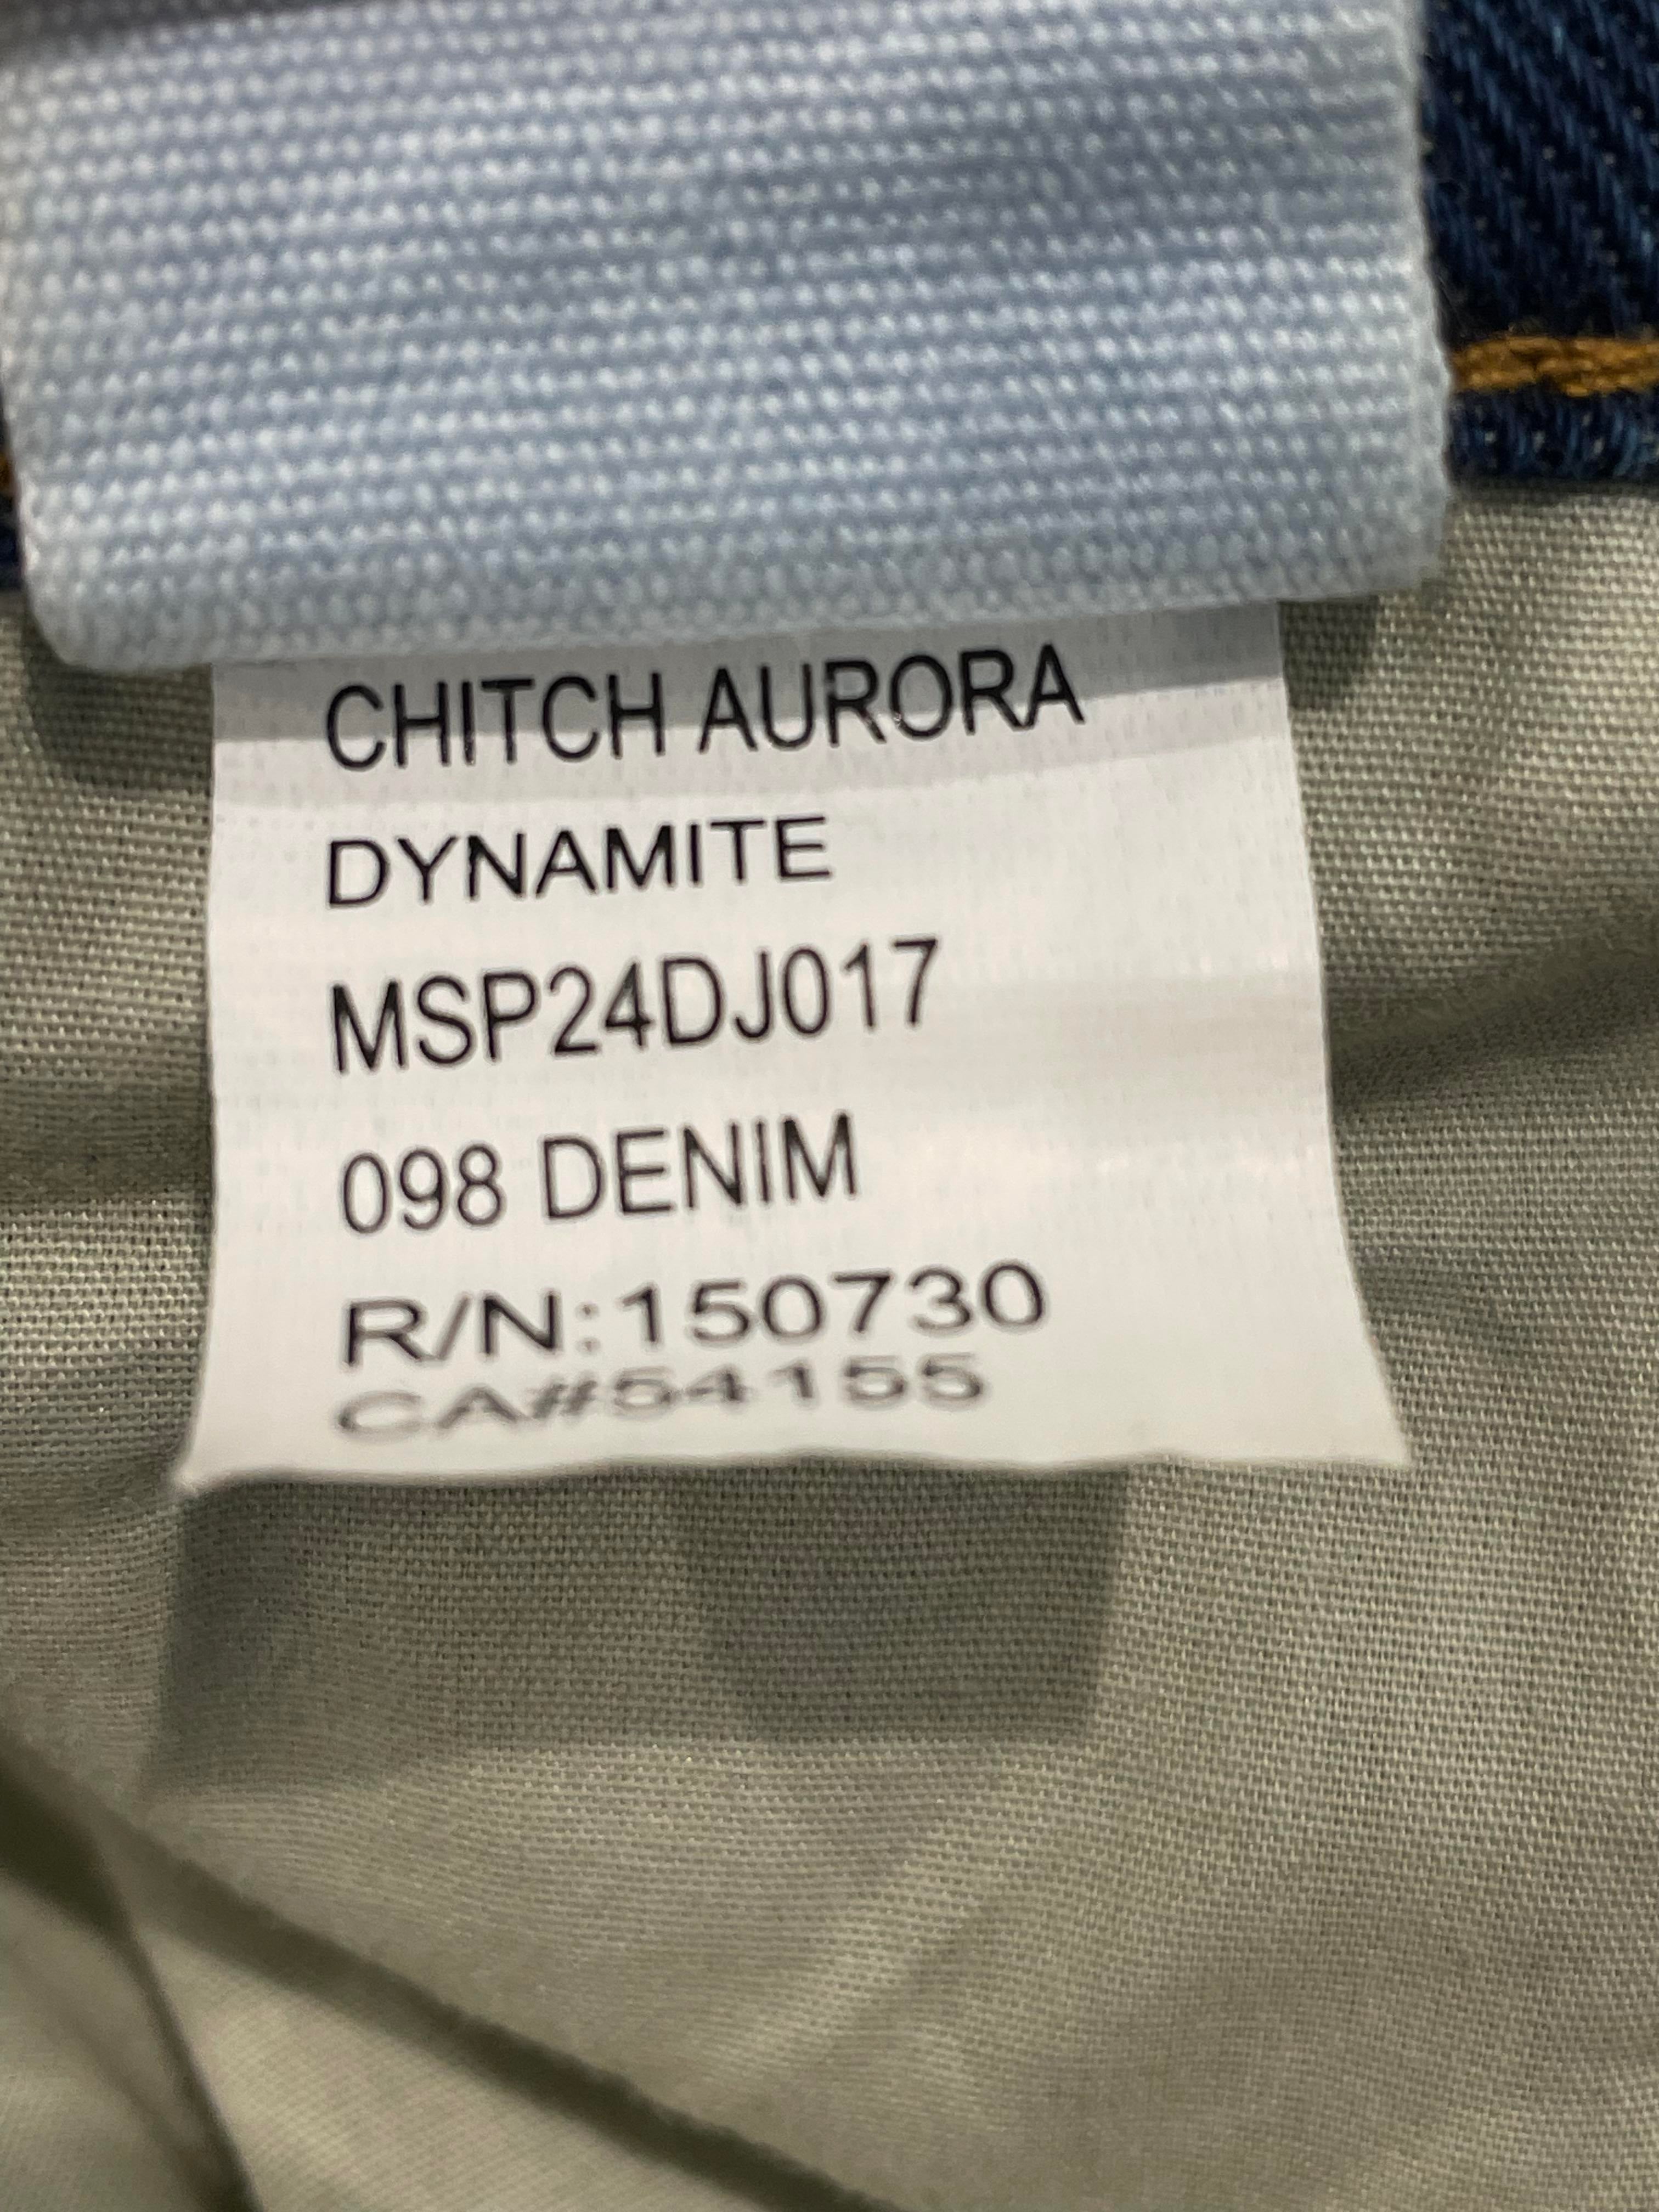 CHITCH AURORA
DYNAMITE
MSP24DJ017
098 DENIM
R/N:150730
CA#54155